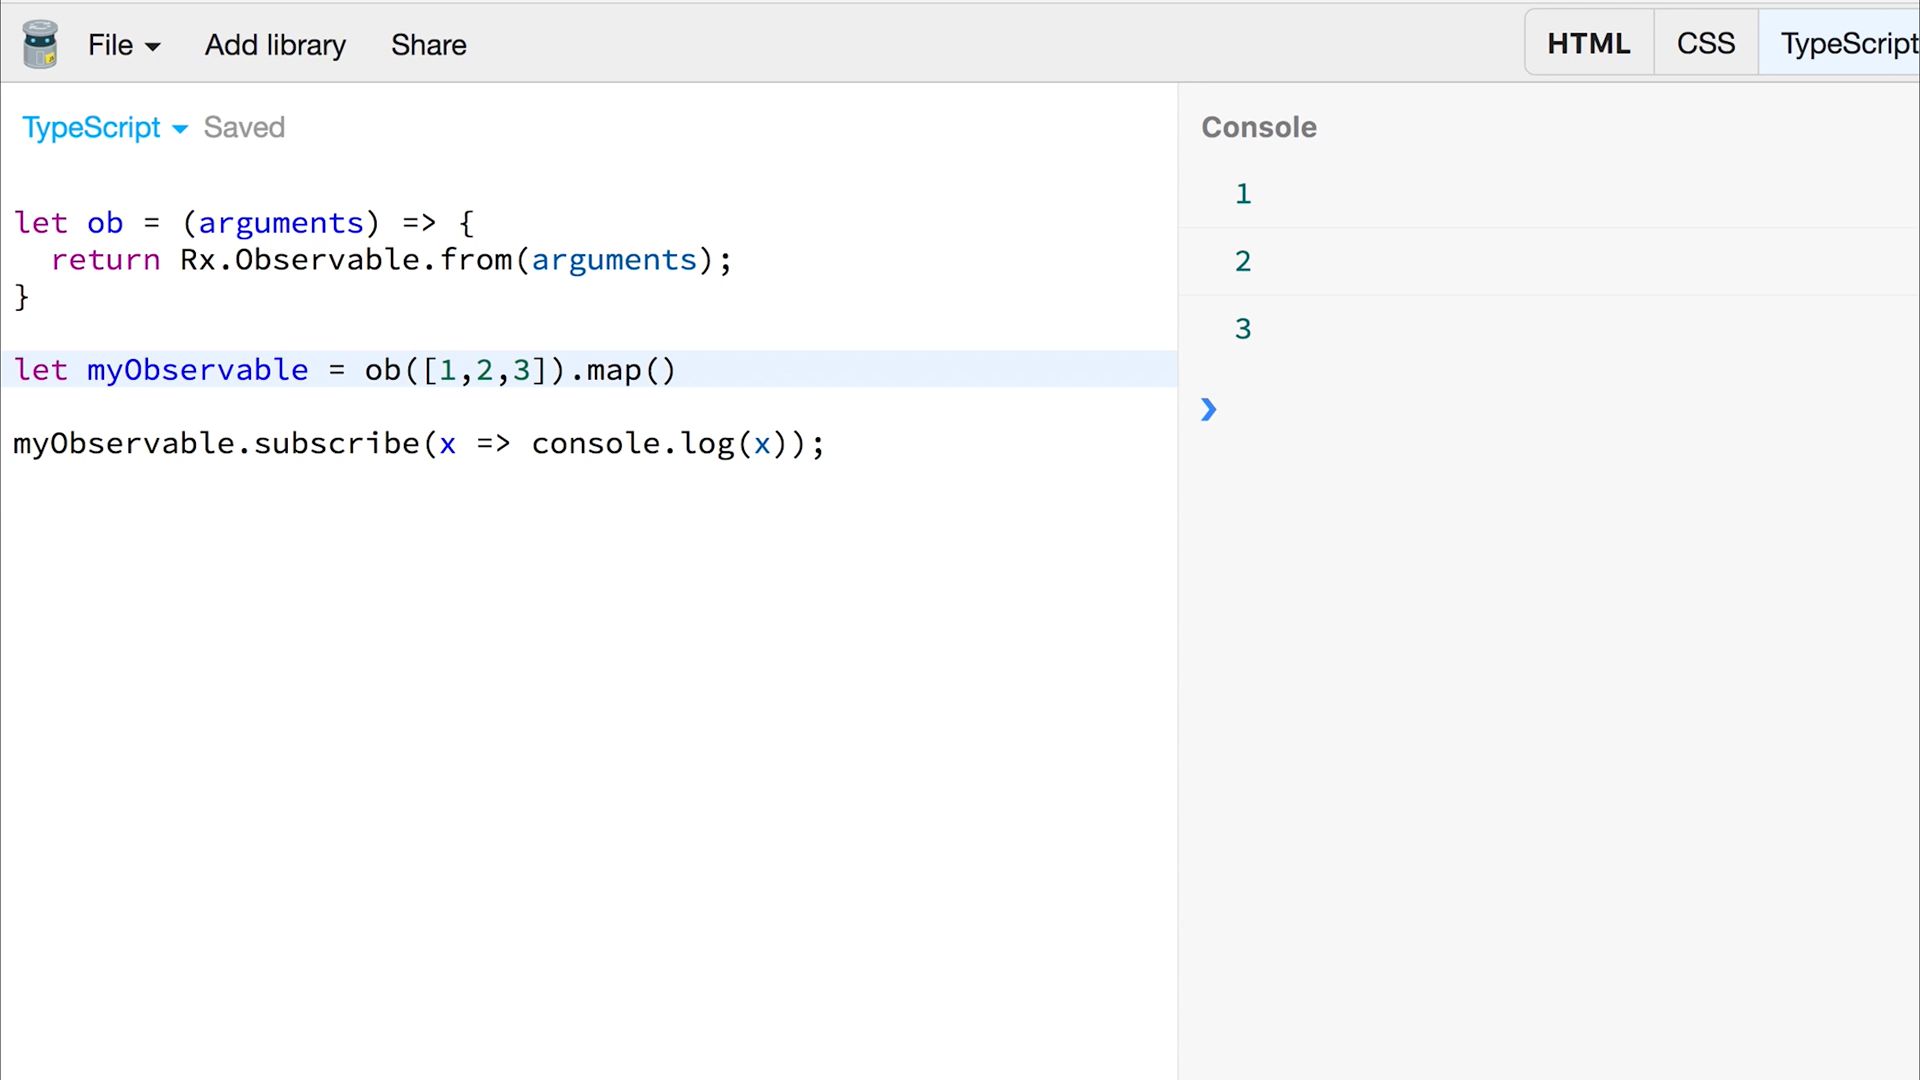 File Add library Share HTML CSS TypeScript
TypeScript Saved
let ob = (arguments) => {
  return Rx.Observable.from(arguments);
}
let myObservable = ob([1,2,3]).map()
myObservable.subscribe(x => console.log(x));
Console
1
2
3
❯